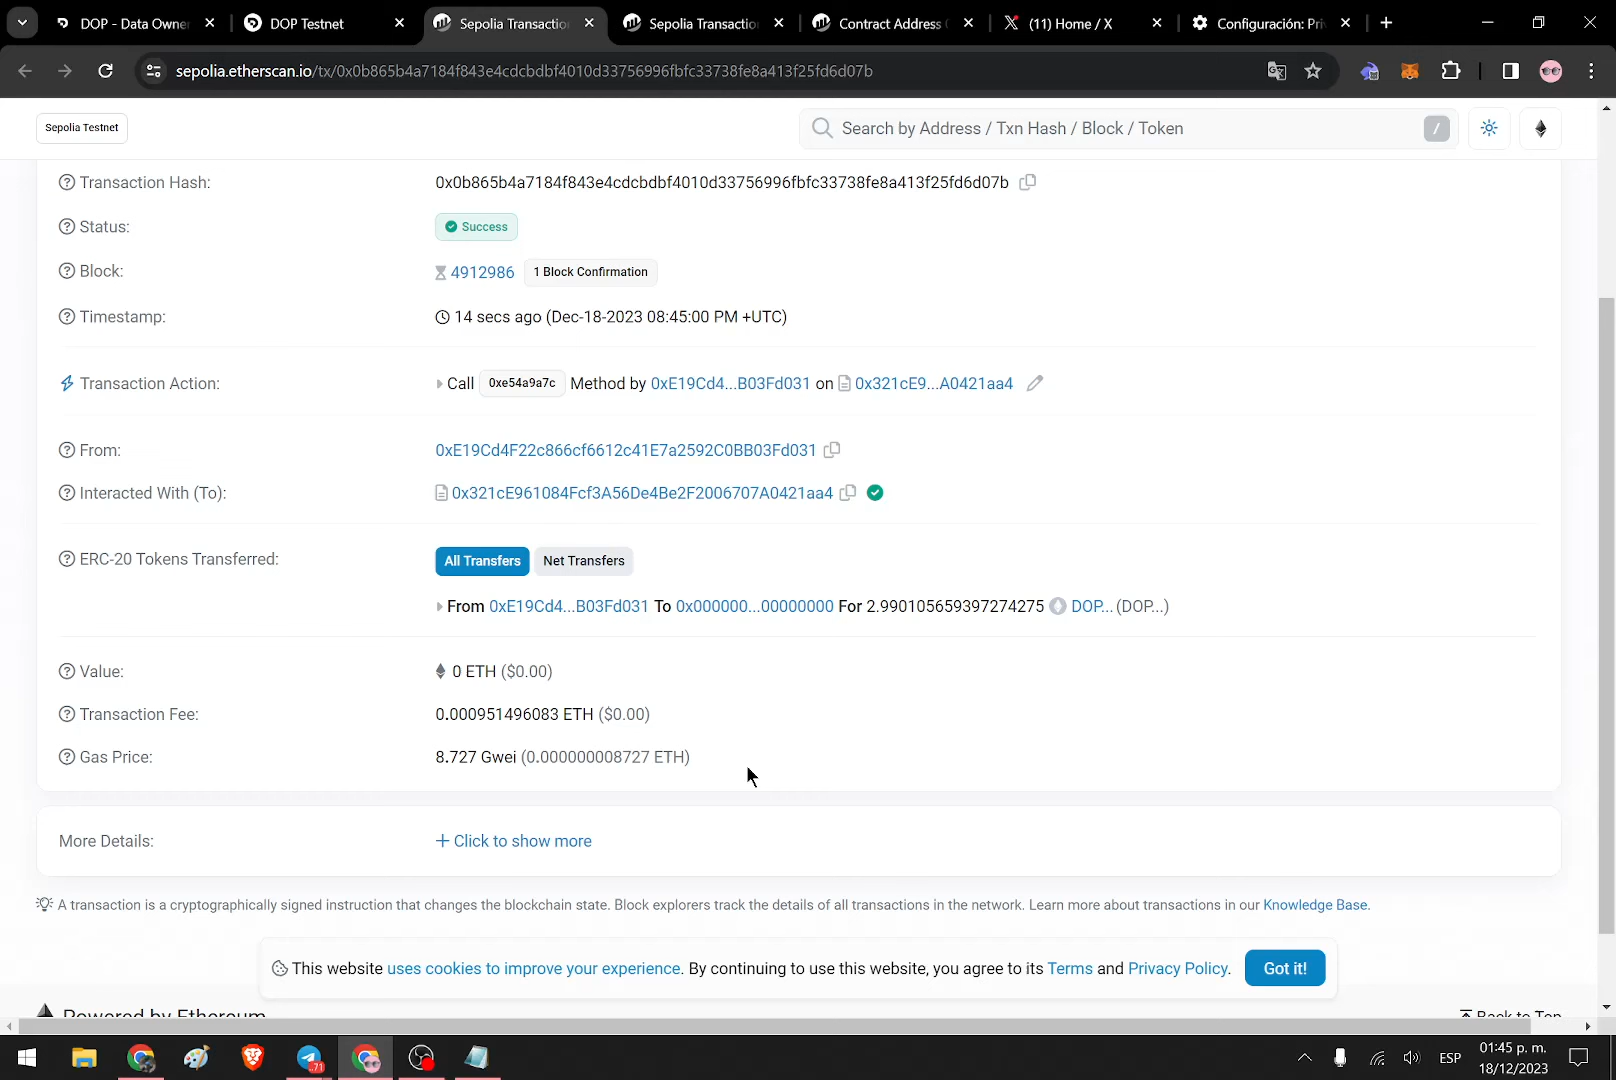 DOP - Data Owner
DOP Testnet
Sepolia Transactio
Sepolia Transactio
Contract Address
(11) Home / X
Configuración: Pri
sepolia.etherscan.io/tx/0x0b865b4a7184f843e4cdcbdbf4010d33756996fbfc33738fe8a413f25fd6d07b
Sepolia Testnet
Search by Address / Txn Hash / Block / Token
/
Transaction Hash:
0x0b865b4a7184f843e4cdcbdbf4010d33756996fbfc33738fe8a413f25fd6d07b
Status:
Success
Block:
4912986
1 Block Confirmation
Timestamp:
14 secs ago (Dec-18-2023 08:45:00 PM +UTC)
Transaction Action:
Call 0xe54a9a7c Method by 0xE19Cd4...B03Fd031 on 0x321cE9...A0421aa4
From:
0xE19Cd4F22c866cf6612c41E7a2592C0BB03Fd031
Interacted With (To):
0x321cE961084Fcf3A56De4Be2F2006707A0421aa4
ERC-20 Tokens Transferred:
All Transfers
Net Transfers
From 0xE19Cd4...B03Fd031 To 0x000000...00000000 For 2.990105659397274275 DOP... (DOP...)
Value:
0 ETH ($0.00)
Transaction Fee:
0.000951496083 ETH ($0.00)
Gas Price:
8.727 Gwei (0.000000008727 ETH)
More Details:
+ Click to show more
A transaction is a cryptographically signed instruction that changes the blockchain state. Block explorers track the details of all transactions in the network. Learn more about transactions in our Knowledge Base.
This website uses cookies to improve your experience. By continuing to use this website, you agree to its Terms and Privacy Policy.
Got it!
Powered by Ethereum
Back to Top
71
ESP
01:45 p. m.
18/12/2023